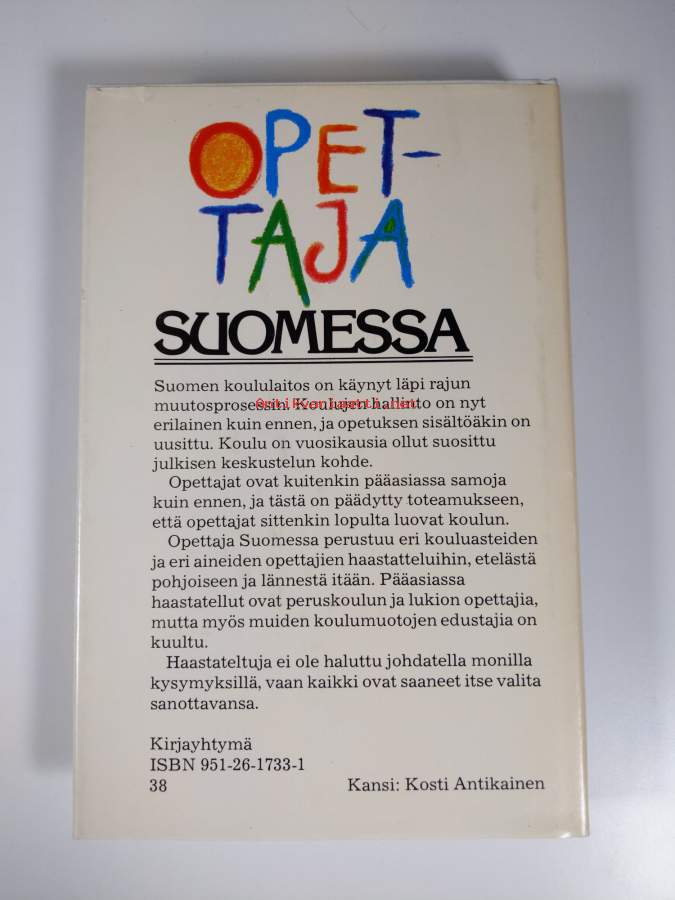 OPET-
TAJA
SUOMESSA
Suomen koululaitos on käynyt läpi rajun
muutosprosessin. Koulujen hallinto on nyt
Antikvariaatti.net
erilainen kuin ennen, ja opetuksen sisältöäkin on
uusittu. Koulu on vuosikausia ollut suosittu
julkisen keskustelun kohde.
Opettajat ovat kuitenkin pääasiassa samoja
kuin ennen, ja tästä on päädytty toteamukseen,
että opettajat sittenkin lopulta luovat koulun.
Opettaja Suomessa perustuu eri kouluasteiden
ja eri aineiden opettajien haastatteluihin, etelästä
pohjoiseen ja lännestä itään. Pääasiassa
haastatellut ovat peruskoulun ja lukion opettajia,
mutta myös muiden koulumuotojen edustajia on
kuultu.
Haastateltuja ei ole haluttu johdatella monilla
kysymyksillä, vaan kaikki ovat saaneet itse valita
sanottavansa.
Kirjayhtymä
ISBN 951-26-1733-1
38 Kansi: Kosti Antikainen